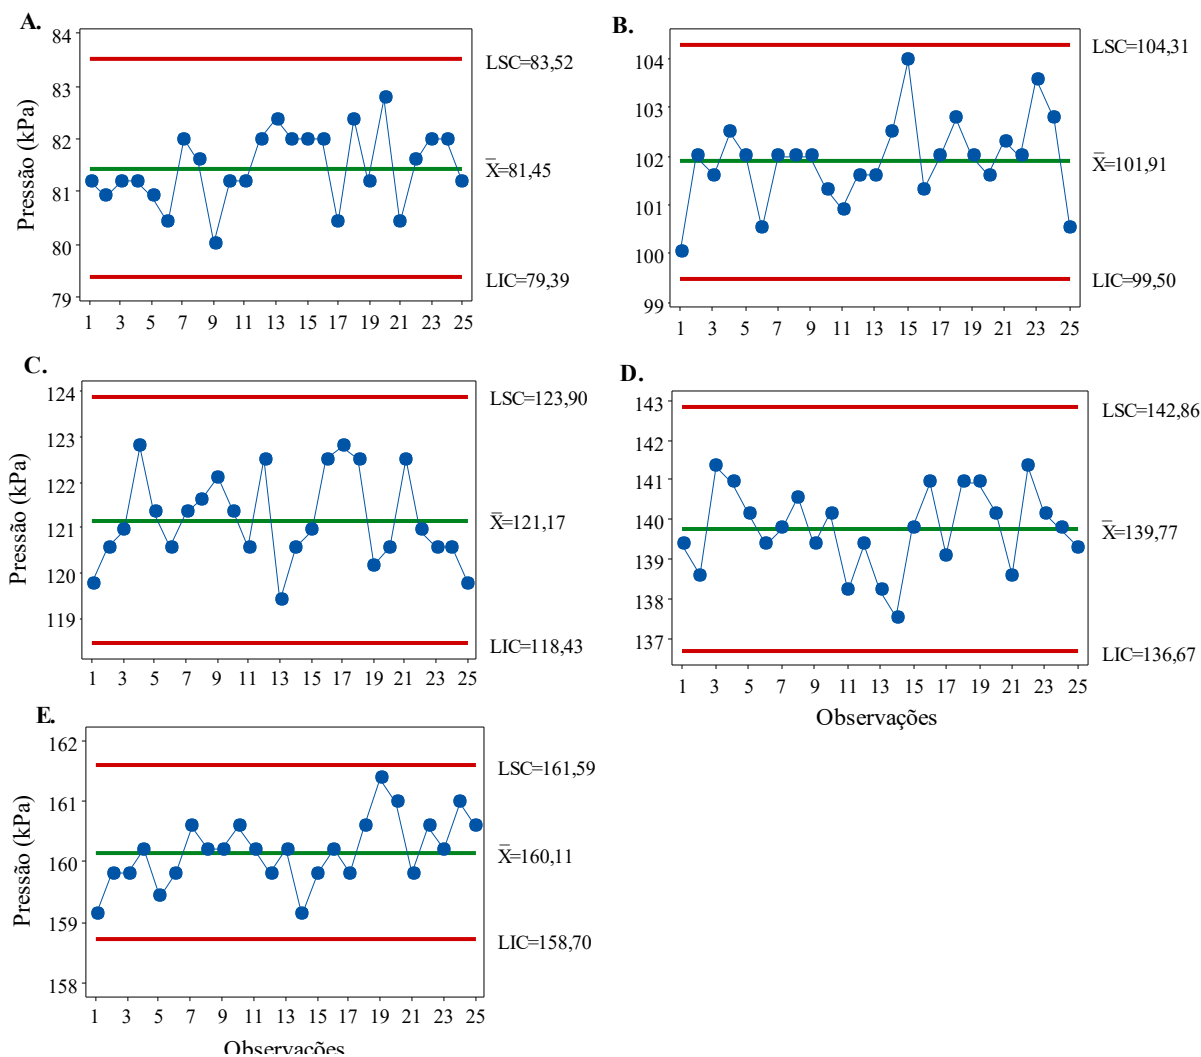 A.
Pressão (kPa)
84
83
82
81
80
79
1 3 5 7 9 11 13 15 17 19 21 23 25
LSC=83,52
X̅=81,45
LIC=79,39
B.
104
103
102
101
100
99
1 3 5 7 9 11 13 15 17 19 21 23 25
LSC=104,31
X̅=101,91
LIC=99,50
C.
Pressão (kPa)
124
123
122
121
120
119
1 3 5 7 9 11 13 15 17 19 21 23 25
LSC=123,90
X̅=121,17
LIC=118,43
D.
143
142
141
140
139
138
137
1 3 5 7 9 11 13 15 17 19 21 23 25
Observações
LSC=142,86
X̅=139,77
LIC=136,67
E.
Pressão (kPa)
162
161
160
159
158
1 3 5 7 9 11 13 15 17 19 21 23 25
Observações
LSC=161,59
X̅=160,11
LIC=158,70